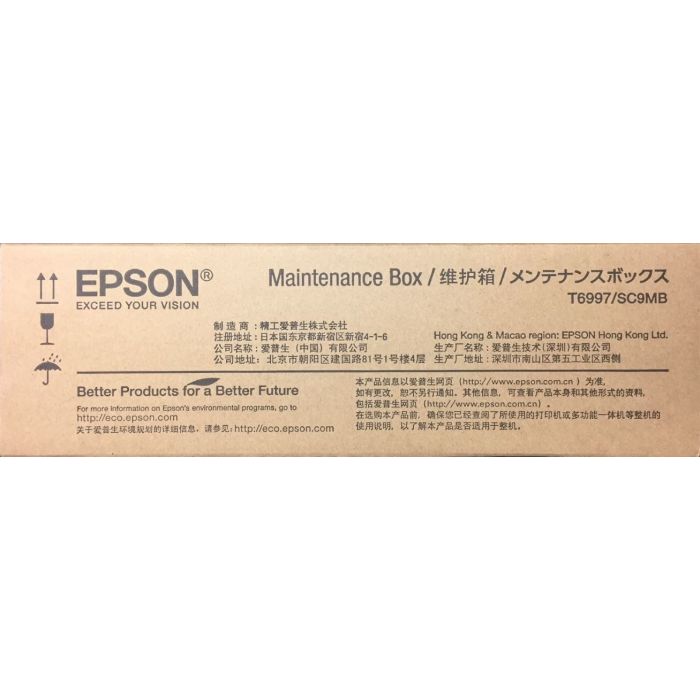 EPSON®
EXCEED YOUR VISION
Maintenance Box/维护箱/メンテナンスボックス
T6997/SC9MB
制 造 商：精工爱普生株式会社
注册地址：日本国东京都新宿区新宿4-1-6
公司名称：爱普生（中国）有限公司
公司地址：北京市朝阳区建国路81号1号楼4层
Hong Kong & Macao region: EPSON Hong Kong Ltd.
生产厂名称：爱普生技术（深圳）有限公司
生产厂地址：深圳市南山区第五工业区西侧
Better Products for a Better Future
For more information on Epson's environmental programs, go to
http://eco.epson.com
关于爱普生环境规划的详细信息，请参见:http://eco.epson.com
本产品信息以爱普生网页（http://www.epson.com.cn ）为准，
如有更改，恕不另行通知。其他信息，可查看产品本身和其他形式的资料，
包括爱普生网页（http://www.epson.com.cn）.
在选购本产品前，确保您已经查阅了所使用的打印机或多功能一体机等整机的
使用说明，以了解本产品是否适用于整机。